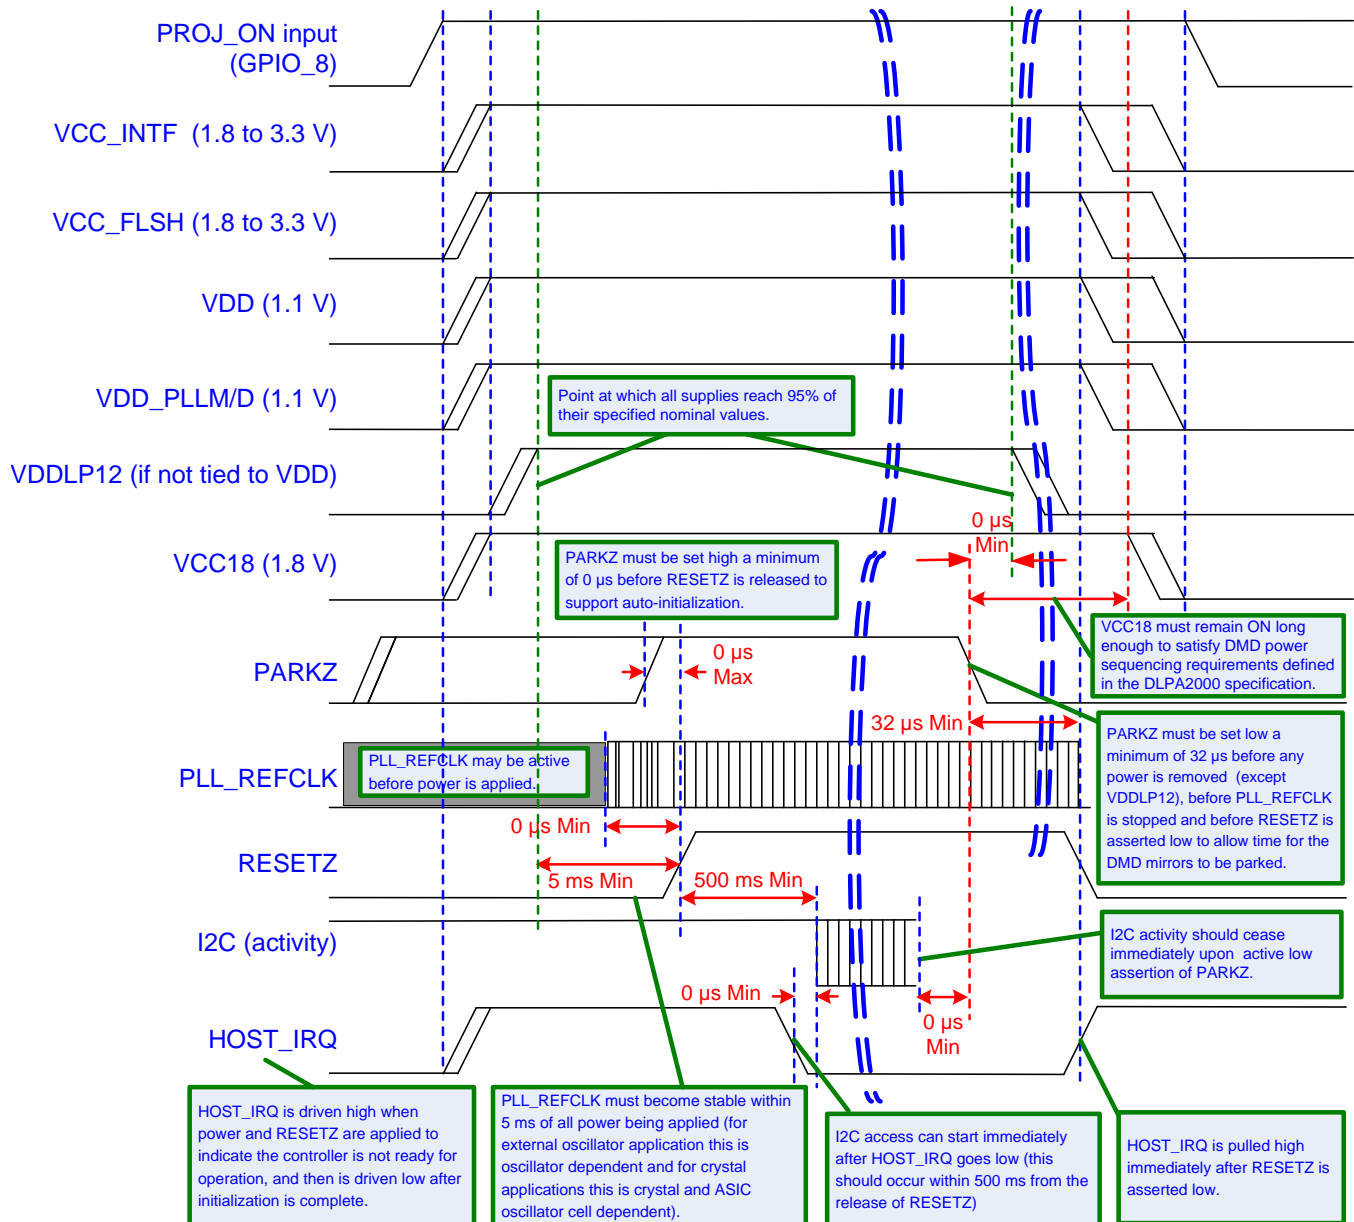 PROJ_ON input
(GPIO_8)
VCC_INTF (1.8 to 3.3 V)
VCC_FLSH (1.8 to 3.3 V)
VDD (1.1 V)
VDD_PLLM/D (1.1 V)
Point at which all supplies reach 95% of
their specified nominal values.
VDDLP12 (if not tied to VDD)
0 µs
Min
VCC18 (1.8 V)
PARKZ must be set high a minimum
of 0 µs before RESETZ is released to
support auto-initialization.
VCC18 must remain ON long
enough to satisfy DMD power
sequencing requirements defined
in the DLPA2000 specification.
PARKZ
0 µs
Max
32 µs Min
PARKZ must be set low a
minimum of 32 µs before any
power is removed (except
VDDLP12), before PLL_REFCLK
is stopped and before RESETZ is
asserted low to allow time for the
DMD mirrors to be parked.
PLL_REFCLK
PLL_REFCLK may be active
before power is applied.
0 µs Min
RESETZ
5 ms Min
500 ms Min
I2C (activity)
I2C activity should cease
immediately upon active low
assertion of PARKZ.
0 µs Min
0 µs
Min
HOST_IRQ
HOST_IRQ is driven high when
power and RESETZ are applied to
indicate the controller is not ready for
operation, and then is driven low after
initialization is complete.
PLL_REFCLK must become stable within
5 ms of all power being applied (for
external oscillator application this is
oscillator dependent and for crystal
applications this is crystal and ASIC
oscillator cell dependent).
I2C access can start immediately
after HOST_IRQ goes low (this
should occur within 500 ms from the
release of RESETZ)
HOST_IRQ is pulled high
immediately after RESETZ is
asserted low.